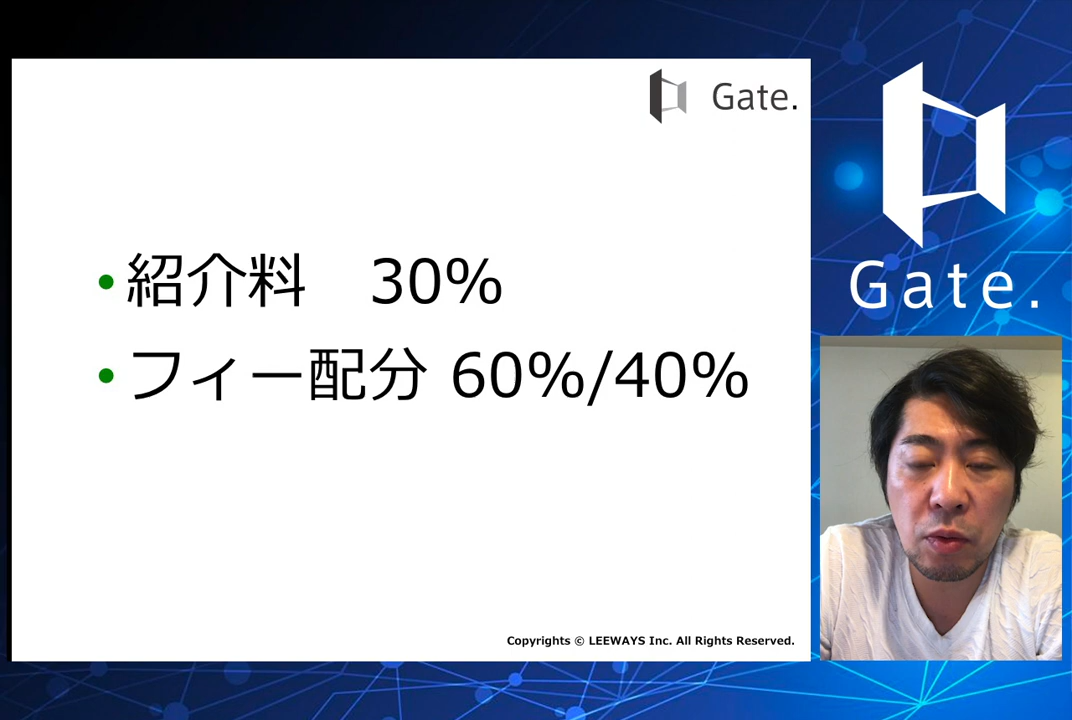 Gate.
・紹介料　30%
・フィー配分 60%/40%
Copyrights © LEEWAYS Inc. All Rights Reserved.
Gate.